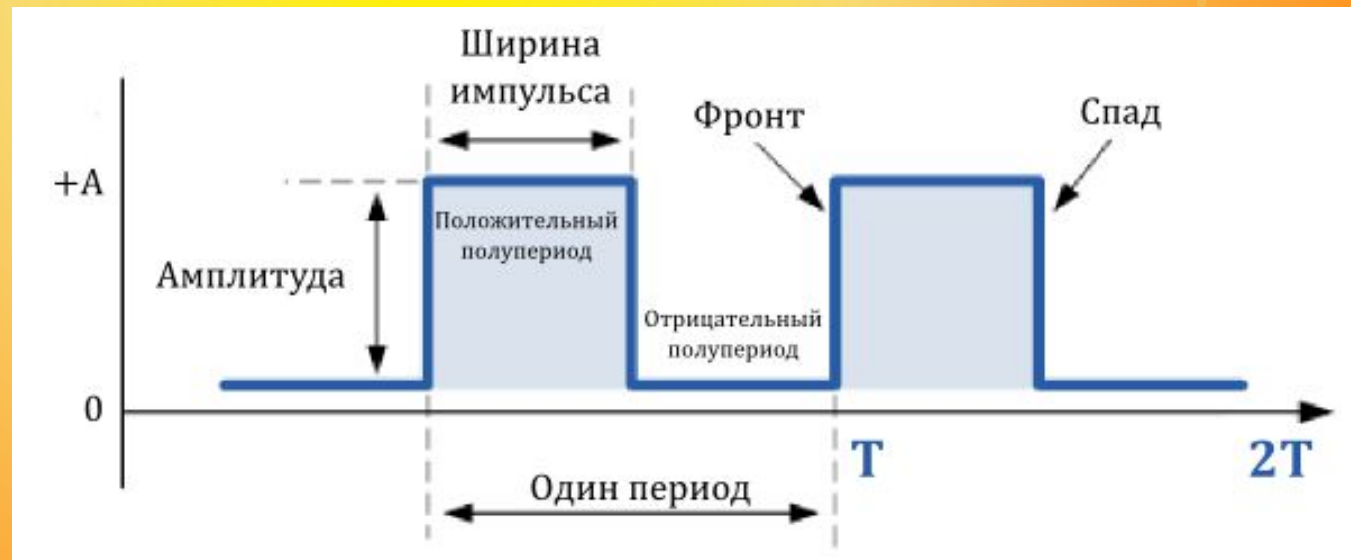 Ширина
импульса
Фронт
Спад
+A
Положительный
полупериод
Амплитуда
Отрицательный
полупериод
0
T
2T
Один период